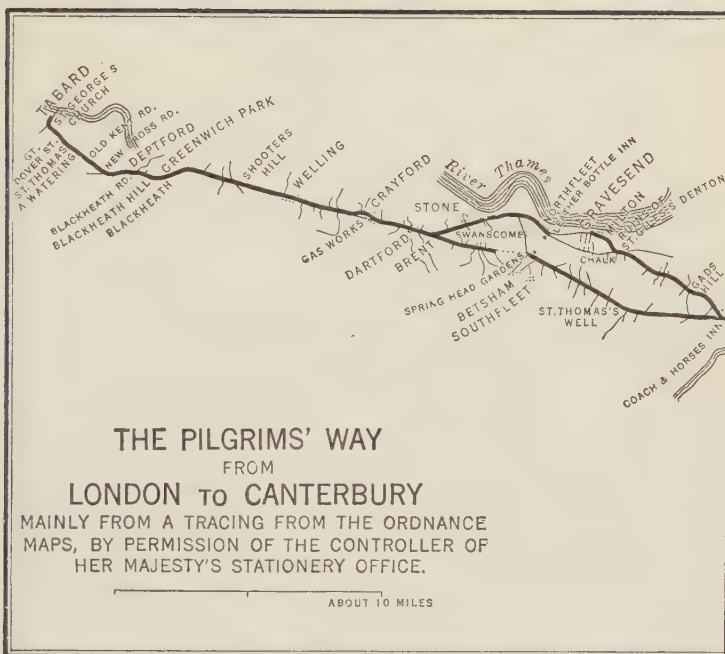 TABARD
ST. GEORGE'S
CHURCH
GT.
DOVER ST.
ST. THOMAS
A WATERING
OLD KENT RD.
NEW CROSS RD.
DEPTFORD
GREENWICH PARK
BLACKHEATH RD.
BLACKHEATH HILL
BLACKHEATH
SHOOTERS
HILL
WELLING
GAS WORKS
CRAYFORD
DARTFORD
BRENT
STONE
River Thames
SWANSCOMBE
SPRING HEAD GARDENS
BETSHAM
SOUTHFLEET
NORTHFLEET
LEATHER BOTTLE INN
GRAVESEND
MILTON
RUINS OF
ST. GILES'S DENTON
CHALK
ST. THOMAS'S
WELL
GADS
HILL
COACH & HORSES INN
THE PILGRIMS' WAY
FROM
LONDON TO CANTERBURY
MAINLY FROM A TRACING FROM THE ORDNANCE
MAPS, BY PERMISSION OF THE CONTROLLER OF
HER MAJESTY'S STATIONERY OFFICE.
ABOUT 10 MILES